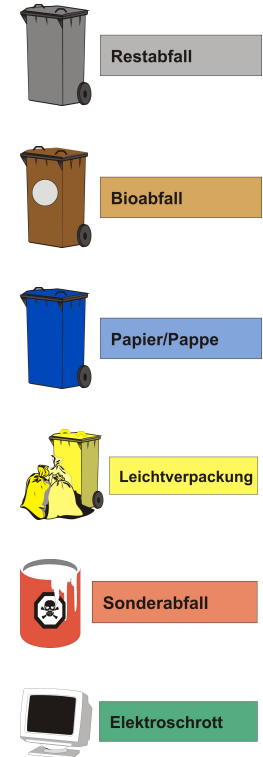 Restabfall
Bioabfall
Papier/Pappe
Leichtverpackung
Sonderabfall
Elektroschrott